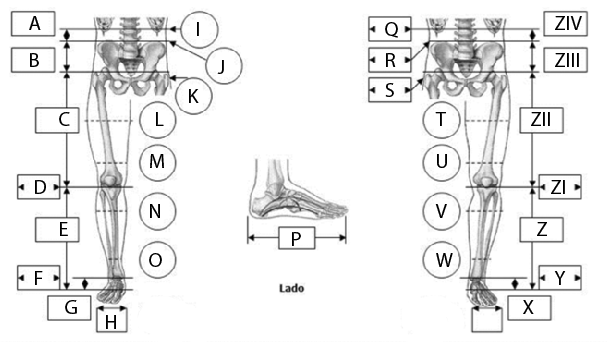 A I Q ZIV
J R
B ZIII
K S
C L T ZII
M U
D ZI
N V
E P Z
O W
F Y
G Lado X
H